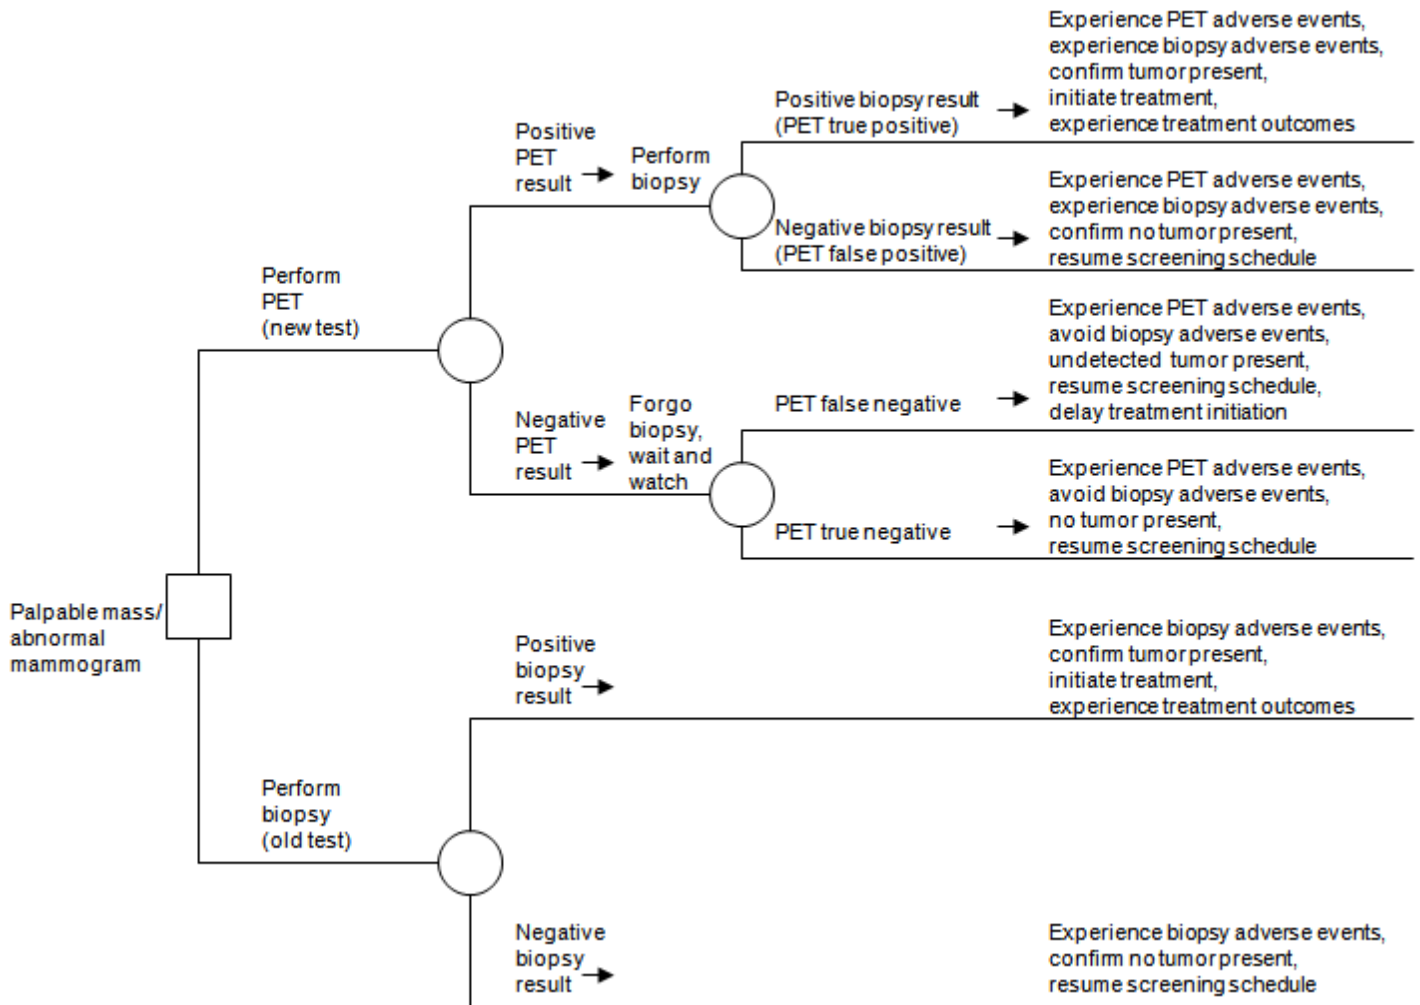 Experience PET adverse events,
experience biopsy adverse events,
confirm tumor present,
initiate treatment,
experience treatment outcomes
Positive biopsy result
(PET true positive)
Positive
PET
result
Perform
biopsy
Experience PET adverse events,
experience biopsy adverse events,
confirm no tumor present,
resume screening schedule
Negative biopsy result
(PET false positive)
Perform
PET
(new test)
Experience PET adverse events,
avoid biopsy adverse events,
undetected tumor present,
resume screening schedule,
delay treatment initiation
PET false negative
Negative
PET
result
Forgo
biopsy,
wait and
watch
Experience PET adverse events,
avoid biopsy adverse events,
no tumor present,
resume screening schedule
PET true negative
Palpable mass/
abnormal
mammogram
Positive
biopsy
result
Experience biopsy adverse events,
confirm tumor present,
initiate treatment,
experience treatment outcomes
Perform
biopsy
(old test)
Negative
biopsy
result
Experience biopsy adverse events,
confirm no tumor present,
resume screening schedule